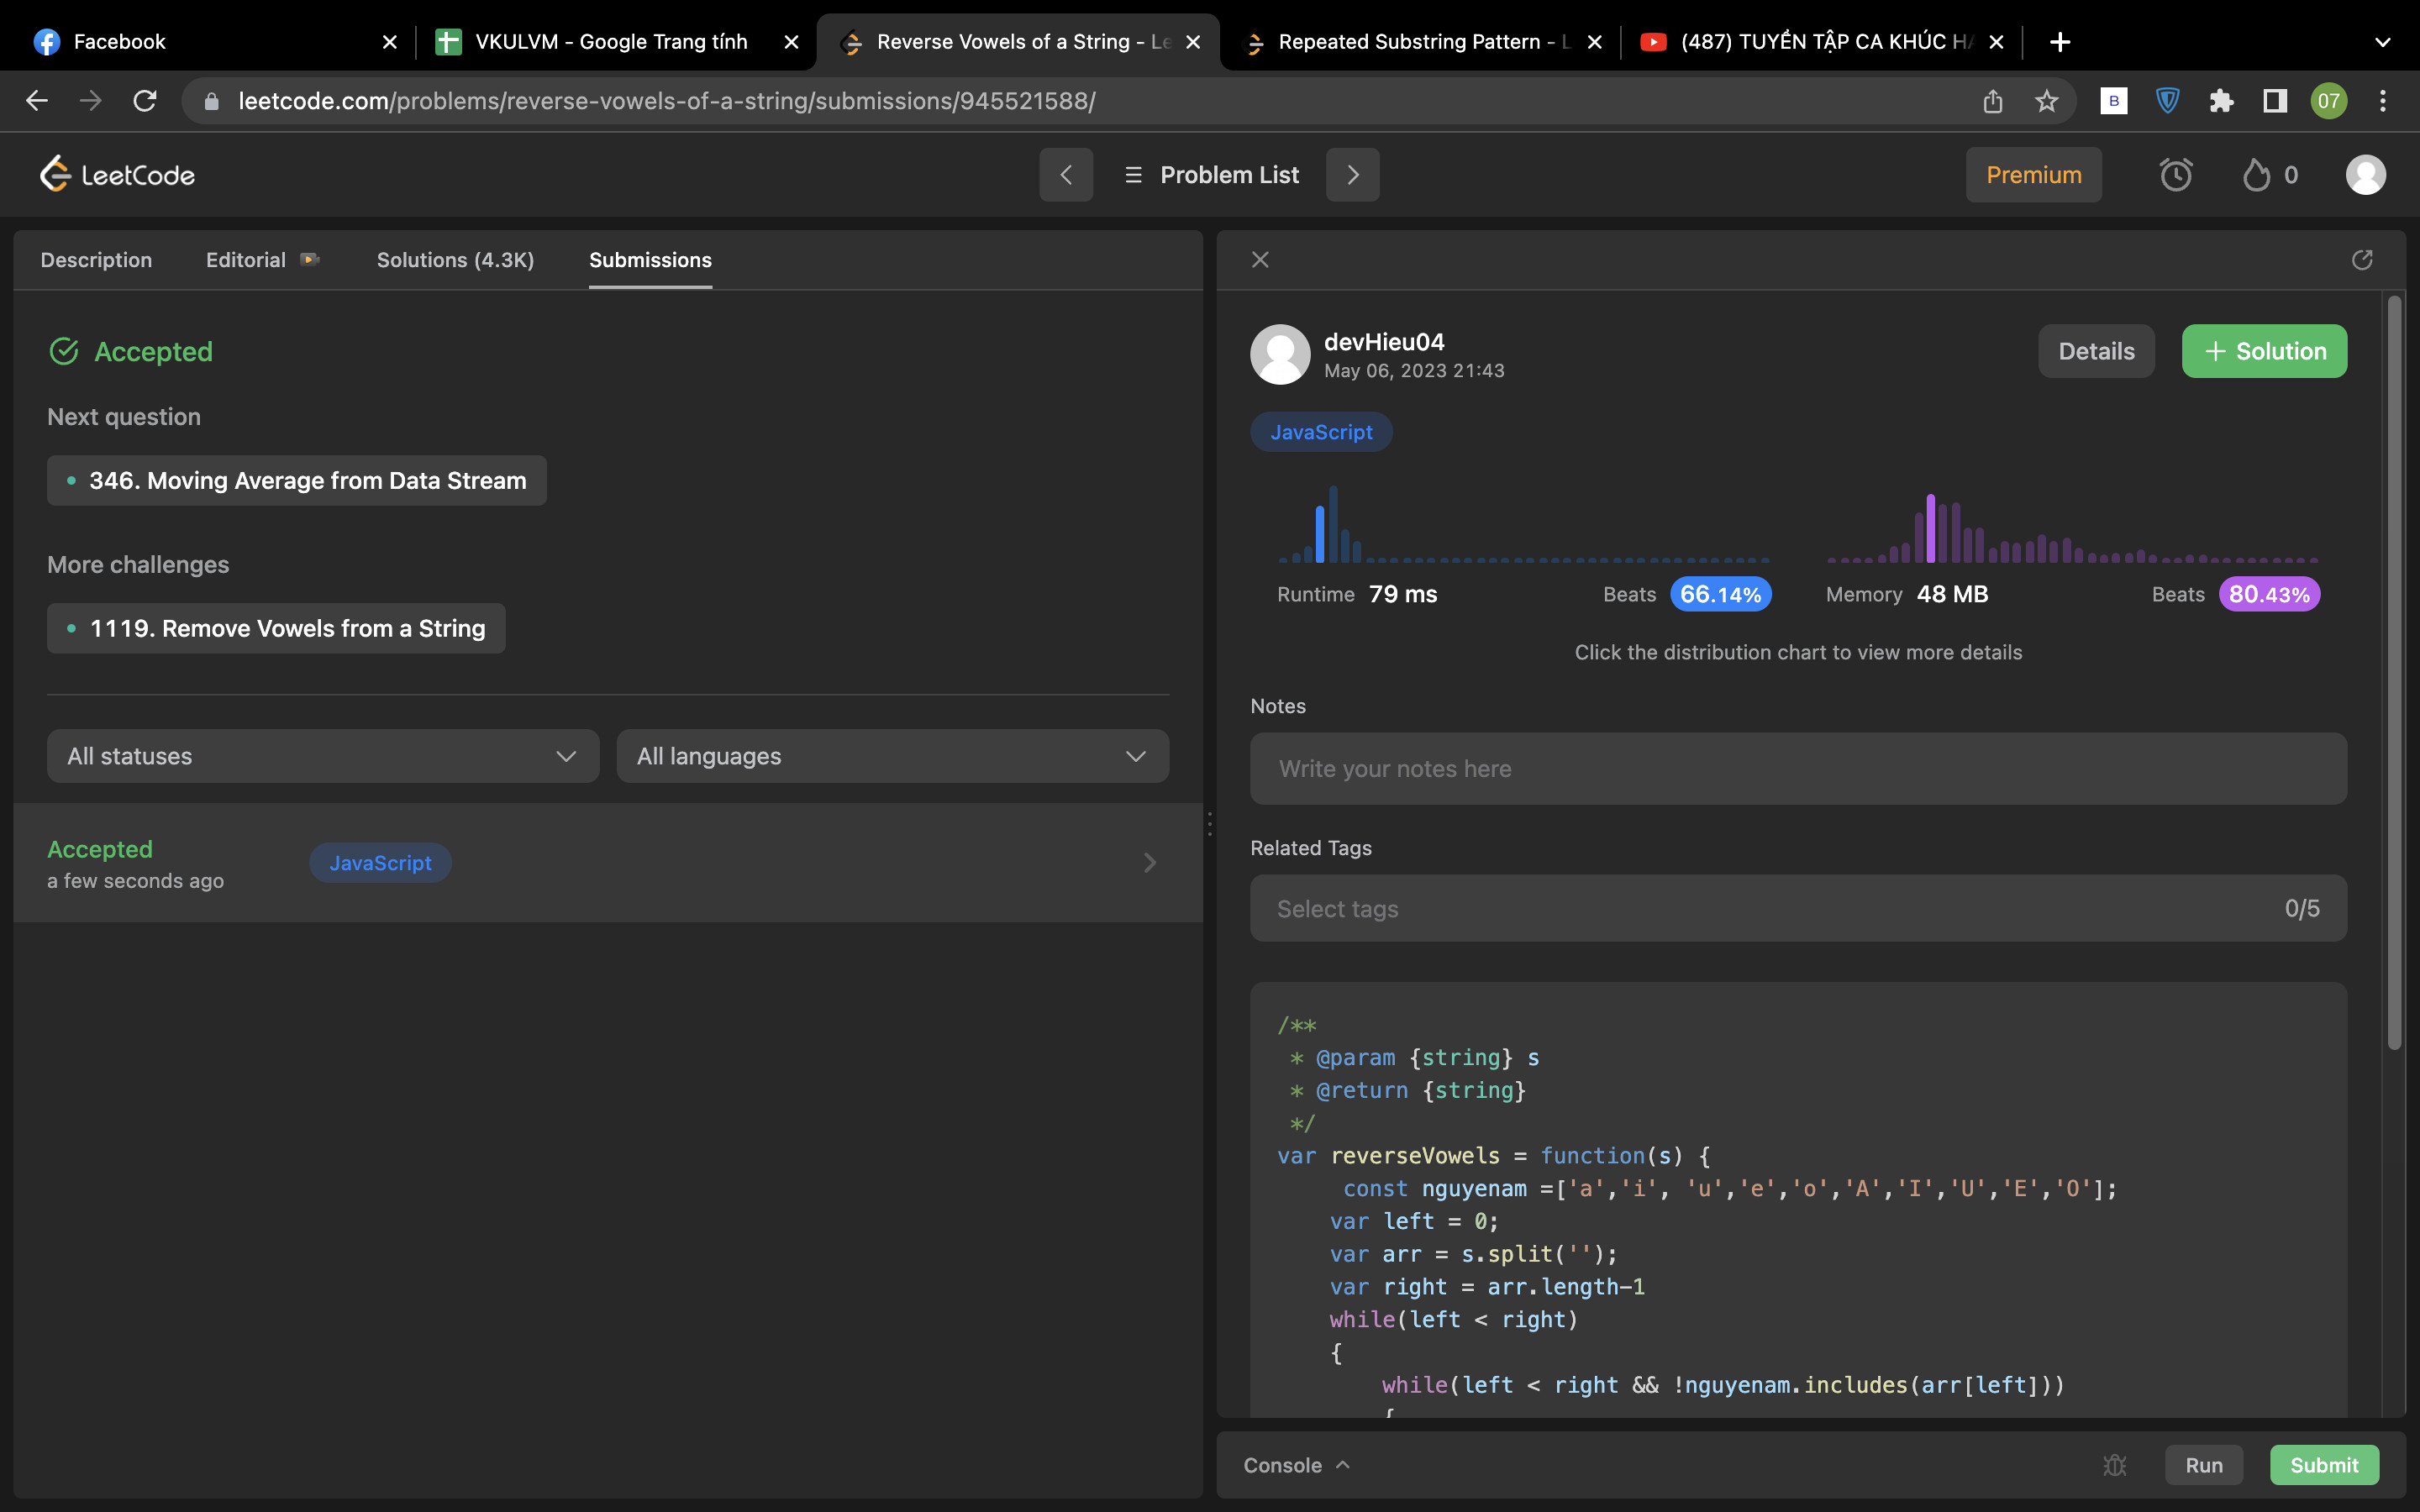 Facebook
VKULVM - Google Trang tính
Reverse Vowels of a String - Le
Repeated Substring Pattern - L
(487) TUYỂN TẬP CA KHÚC HA
leetcode.com/problems/reverse-vowels-of-a-string/submissions/945521588/
B
07
LeetCode
Problem List
Premium
0
Description
Editorial
Solutions (4.3K)
Submissions
Accepted
Next question
346. Moving Average from Data Stream
More challenges
1119. Remove Vowels from a String
All statuses
All languages
Accepted
a few seconds ago
JavaScript
devHieu04
May 06, 2023 21:43
Details
Solution
JavaScript
Runtime 79 ms
Beats 66.14%
Memory 48 MB
Beats 80.43%
Click the distribution chart to view more details
Notes
Write your notes here
Related Tags
Select tags
0/5
/**
 * @param {string} s
 * @return {string}
 */
var reverseVowels = function(s) {
     const nguyenam =['a','i', 'u','e','o','A','I','U','E','O'];
    var left = 0;
    var arr = s.split('');
    var right = arr.length-1
    while(left < right)
    {
        while(left < right && !nguyenam.includes(arr[left]))
        {
Console
Run
Submit